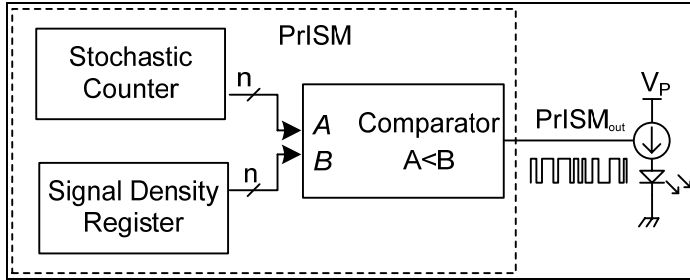 PrISM
Stochastic
Counter
n
A
B
Comparator
A<B
Signal Density
Register
n
PrISMout
VP